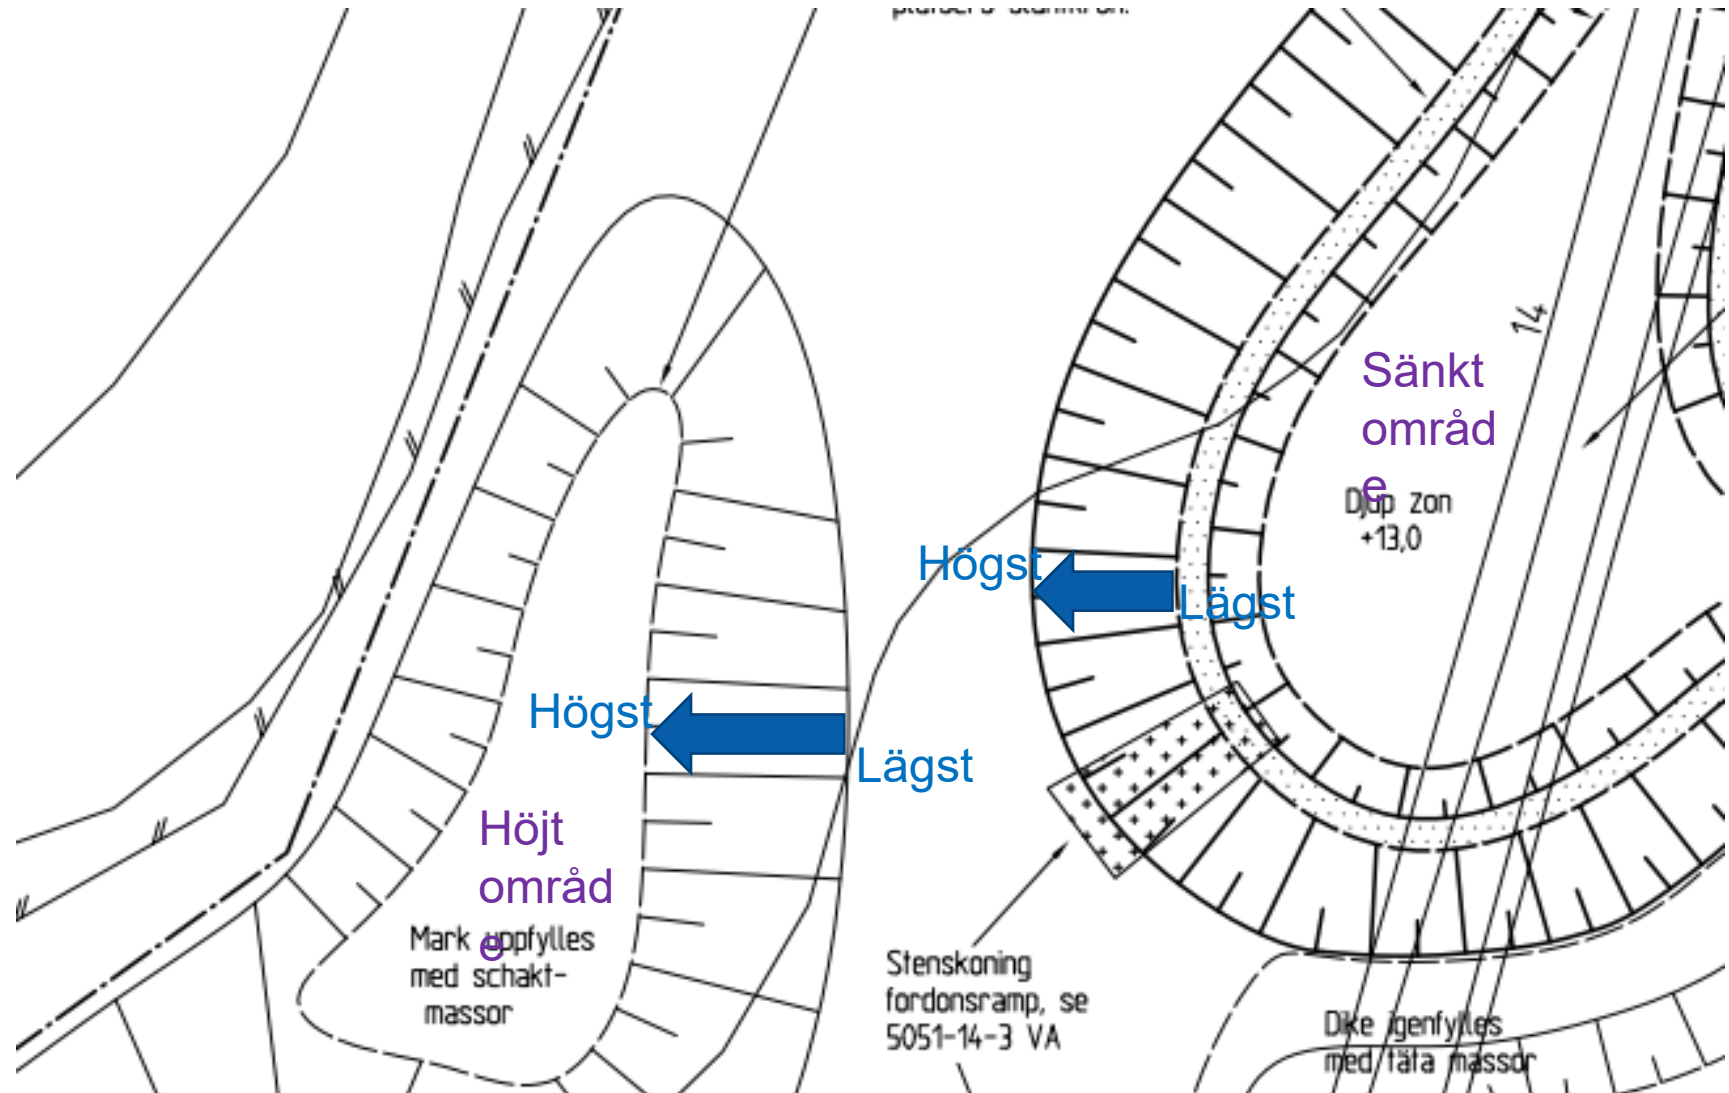 14
Sänkt
områd
e
Djup zon
+13,0
Högst
Lägst
Högst
Lägst
Höjt
områd
e
Mark uppfylles
med schakt-
massor
Stenskoning
fordonsramp, se
5051-14-3 VA
Dike igenfylles
med täta massor